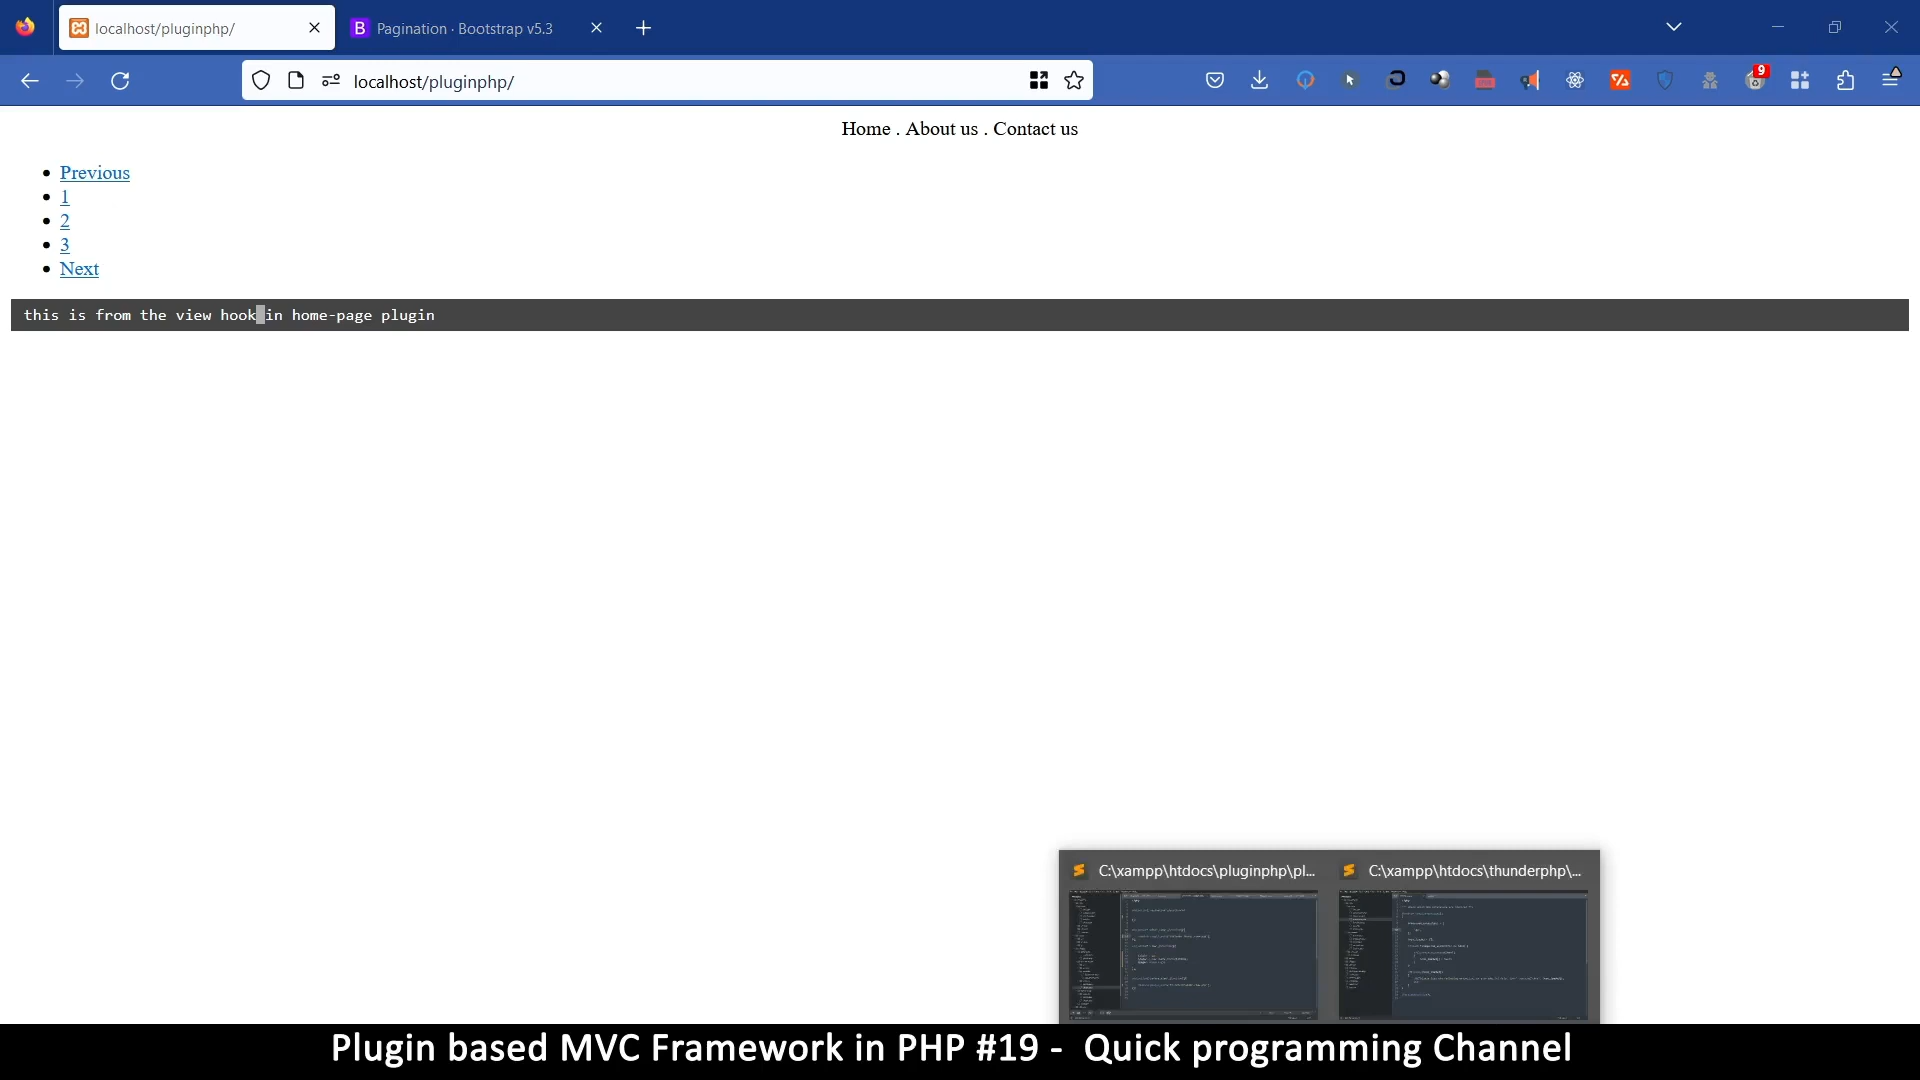 localhost/pluginphp/
Pagination · Bootstrap v5.3
localhost/pluginphp/
9
Home . About us . Contact us
Previous
1
2
3
Next
this is from the view hook in home-page plugin
C:\xampp\htdocs\pluginphp\pl...
C:\xampp\htdocs\thunderphp\...
Plugin based MVC Framework in PHP #19 - Quick programming Channel